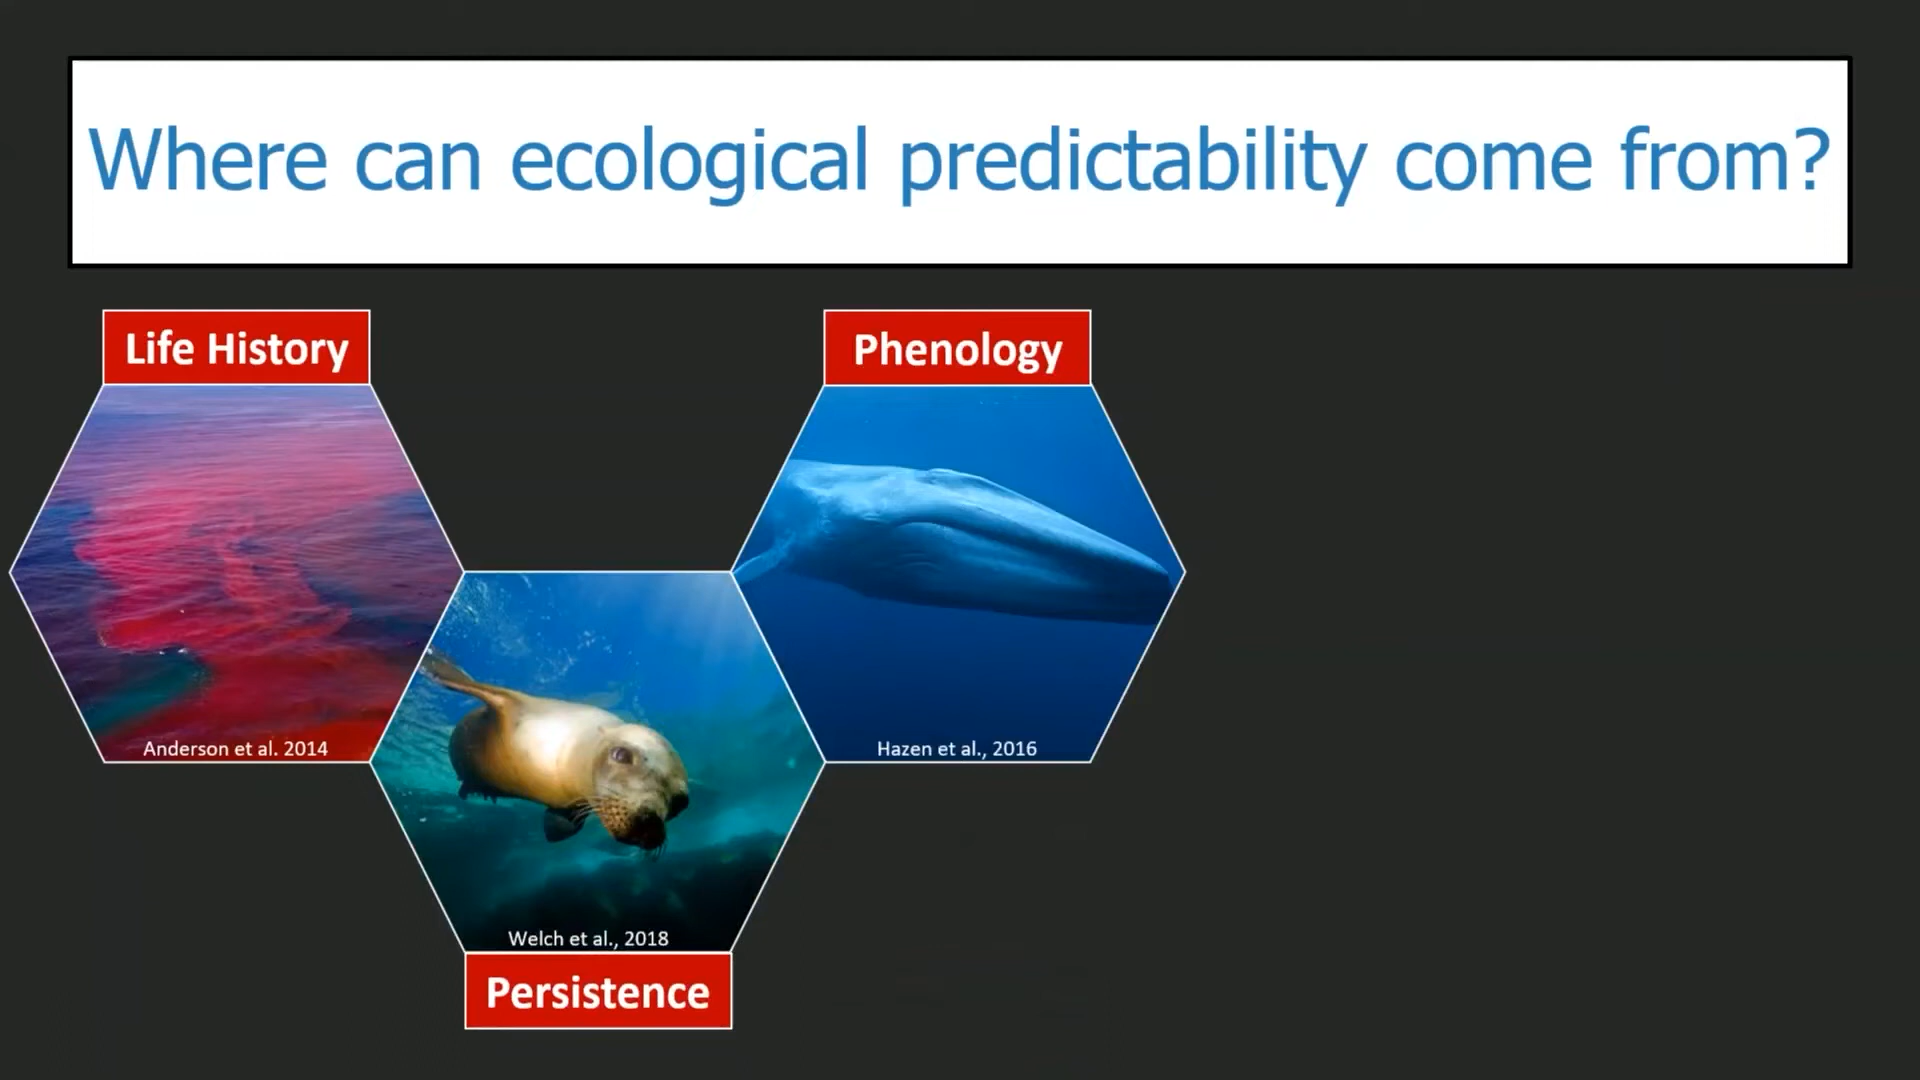 Where can ecological predictability come from?
Life History
Anderson et al. 2014
Welch et al., 2018
Persistence
Phenology
Hazen et al., 2016